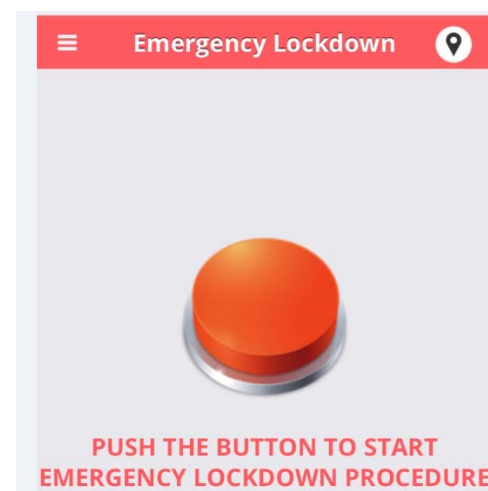 Emergency Lockdown
PUSH THE BUTTON TO START
EMERGENCY LOCKDOWN PROCEDURE